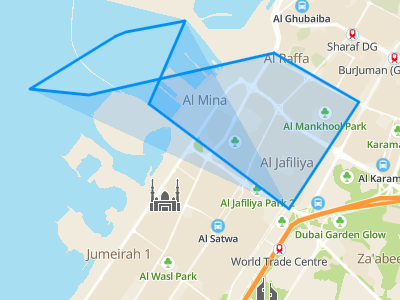 Al Ghubaiba
Sharaf DG
Al Raffa
BurJuman (G
Al Mina
Al Mankhool Park
Karama
Al Jafiliya
Al Karam
Al Jafiliya Park 2
Al Satwa
Dubai Garden Glow
Jumeirah 1
World Trade Centre
Za'abee
Al Wasl Park